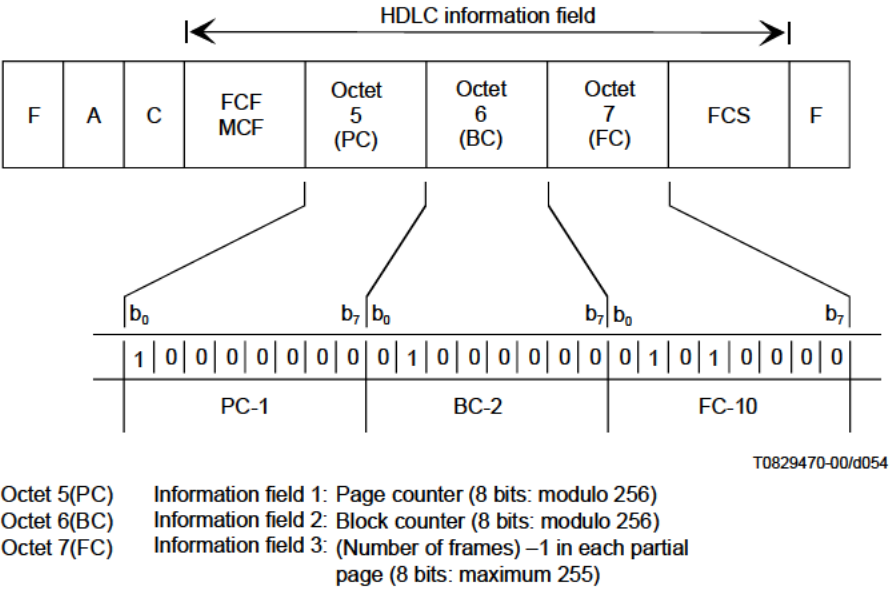 HDLC information field
F A C FCF MCF Octet 5 (PC) Octet 6 (BC) Octet 7 (FC) FCS F
b0 b7 b0 b7 b0 b7
1 0 0 0 0 0 0 0 0 1 0 0 0 0 0 0 0 1 0 1 0 0 0 0
PC-1 BC-2 FC-10
T0829470-00/d054
Octet 5(PC) Information field 1: Page counter (8 bits: modulo 256)
Octet 6(BC) Information field 2: Block counter (8 bits: modulo 256)
Octet 7(FC) Information field 3: (Number of frames) –1 in each partial
page (8 bits: maximum 255)